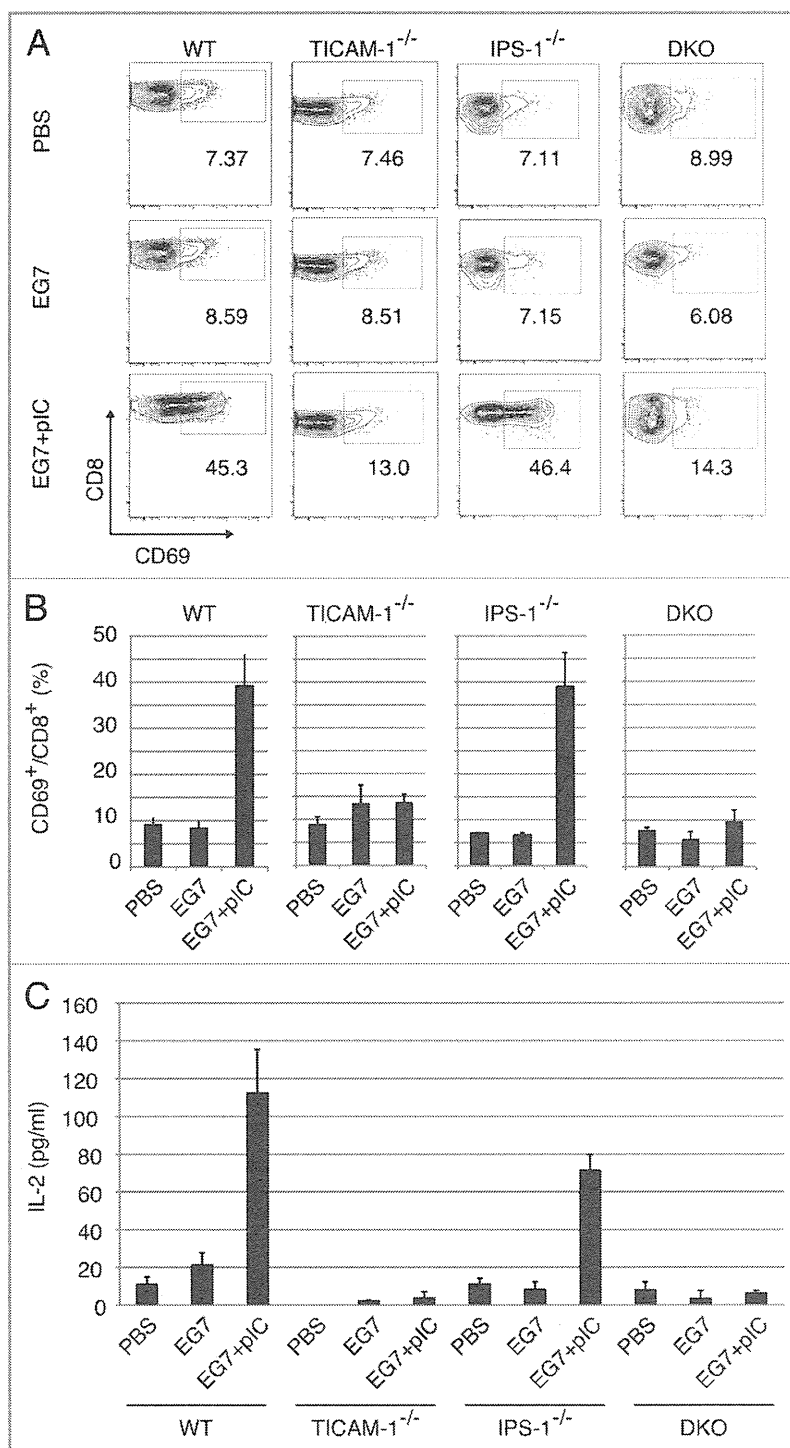 A
WT TICAM-1-/- IPS-1-/- DKO
PBS
7.37 7.46 7.11 8.99
EG7
8.59 8.51 7.15 6.08
EG7+pIC
45.3 13.0 46.4 14.3
CD8
CD69
B
WT TICAM-1-/- IPS-1-/- DKO
CD69+/CD8+ (%)
50
40
30
20
10
0
PBS EG7 EG7+pIC PBS EG7 EG7+pIC PBS EG7 EG7+pIC PBS EG7 EG7+pIC
C
IL-2 (pg/ml)
160
140
120
100
80
60
40
20
0
PBS EG7 EG7+pIC PBS EG7 EG7+pIC PBS EG7 EG7+pIC PBS EG7 EG7+pIC
WT TICAM-1-/- IPS-1-/- DKO